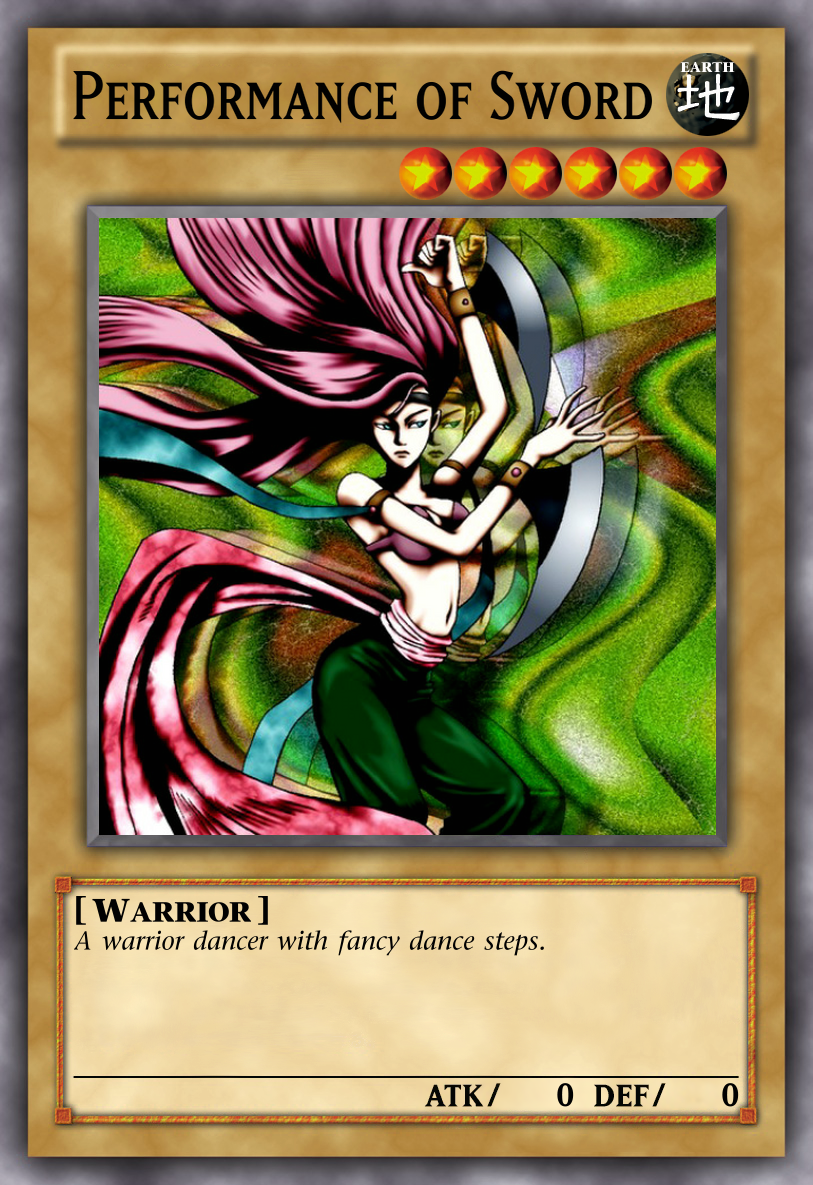 Performance of Sword
EARTH
地
[ Warrior ]
A warrior dancer with fancy dance steps.
ATK/ 0 DEF/ 0